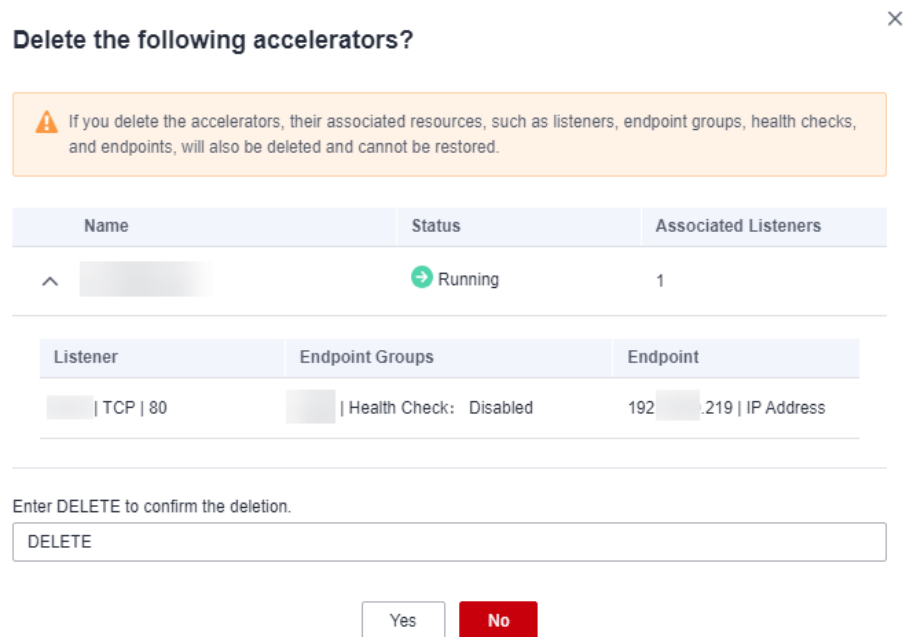 Delete the following accelerators?
If you delete the accelerators, their associated resources, such as listeners, endpoint groups, health checks,
and endpoints, will also be deleted and cannot be restored.
Name Status Associated Listeners
Running 1
Listener Endpoint Groups Endpoint
| TCP | 80 | Health Check: Disabled 192 .219 | IP Address
Enter DELETE to confirm the deletion.
DELETE
Yes No